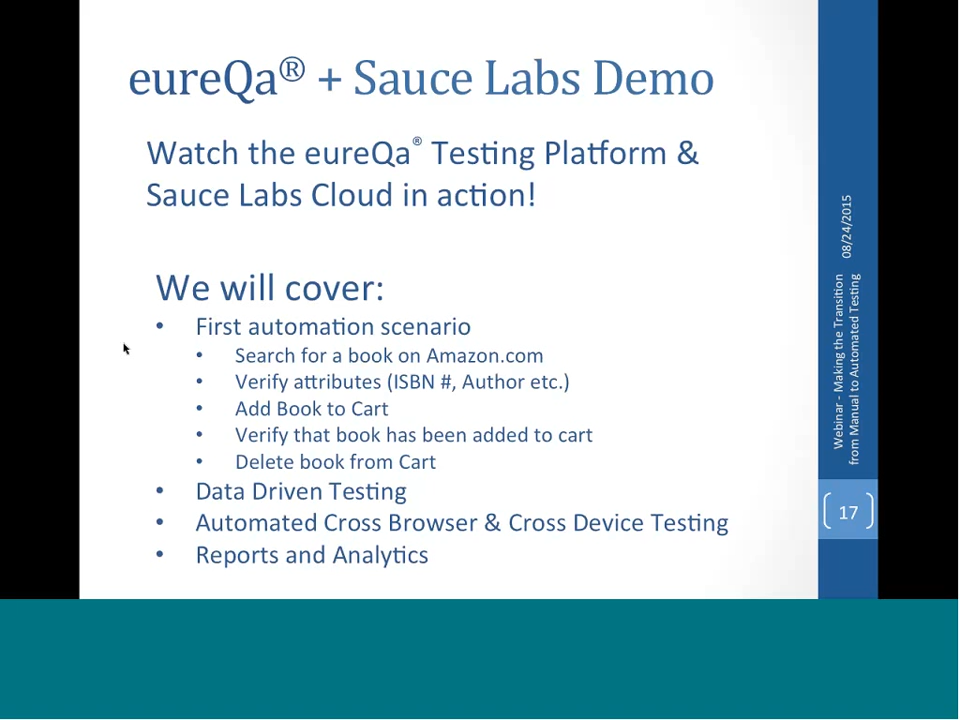 eureQa® + Sauce Labs Demo
Watch the eureQa® Testing Platform &
Sauce Labs Cloud in action!
We will cover:
• First automation scenario
• Search for a book on Amazon.com
• Verify attributes (ISBN #, Author etc.)
• Add Book to Cart
• Verify that book has been added to cart
• Delete book from Cart
• Data Driven Testing
• Automated Cross Browser & Cross Device Testing
• Reports and Analytics
08/24/2015
Webinar - Making the Transition
from Manual to Automated Testing
17